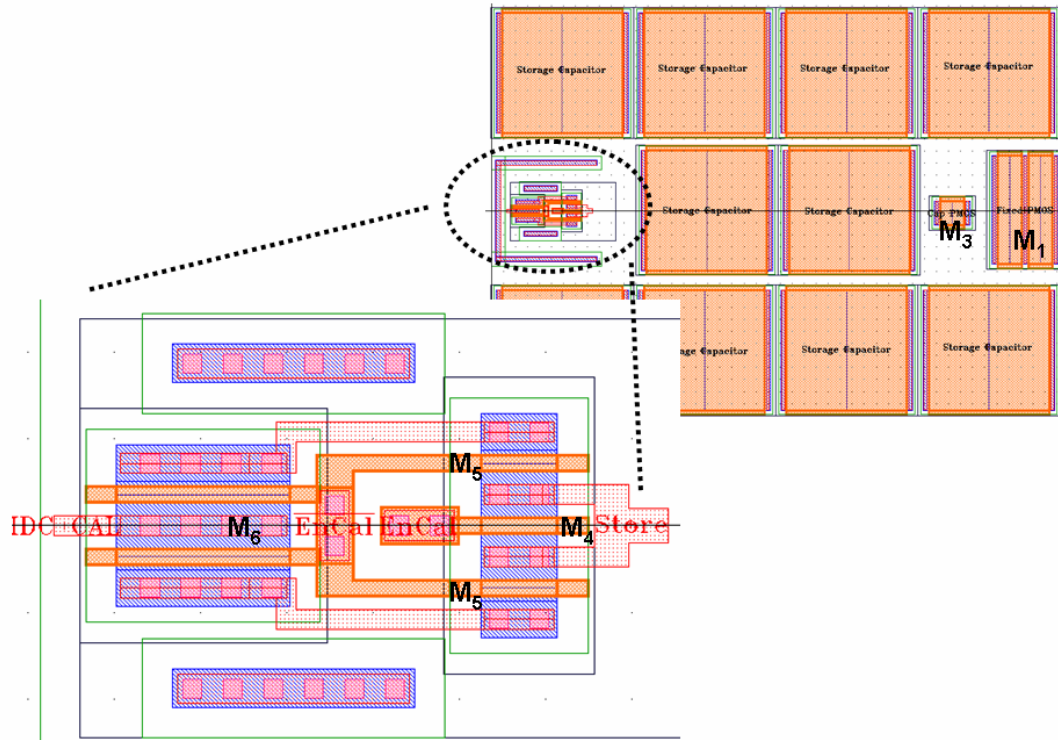 Storage Capacitor
Storage Capacitor
Storage Capacitor
Storage Capacitor
Storage Capacitor
Storage Capacitor
Cap PMOS
Fixed PMOS
M3
M1
age Capacitor
Storage Capacitor
Storage Capacitor
M5
IDC+CAL
M6
EnCal
EnCal
M4
Store
M5